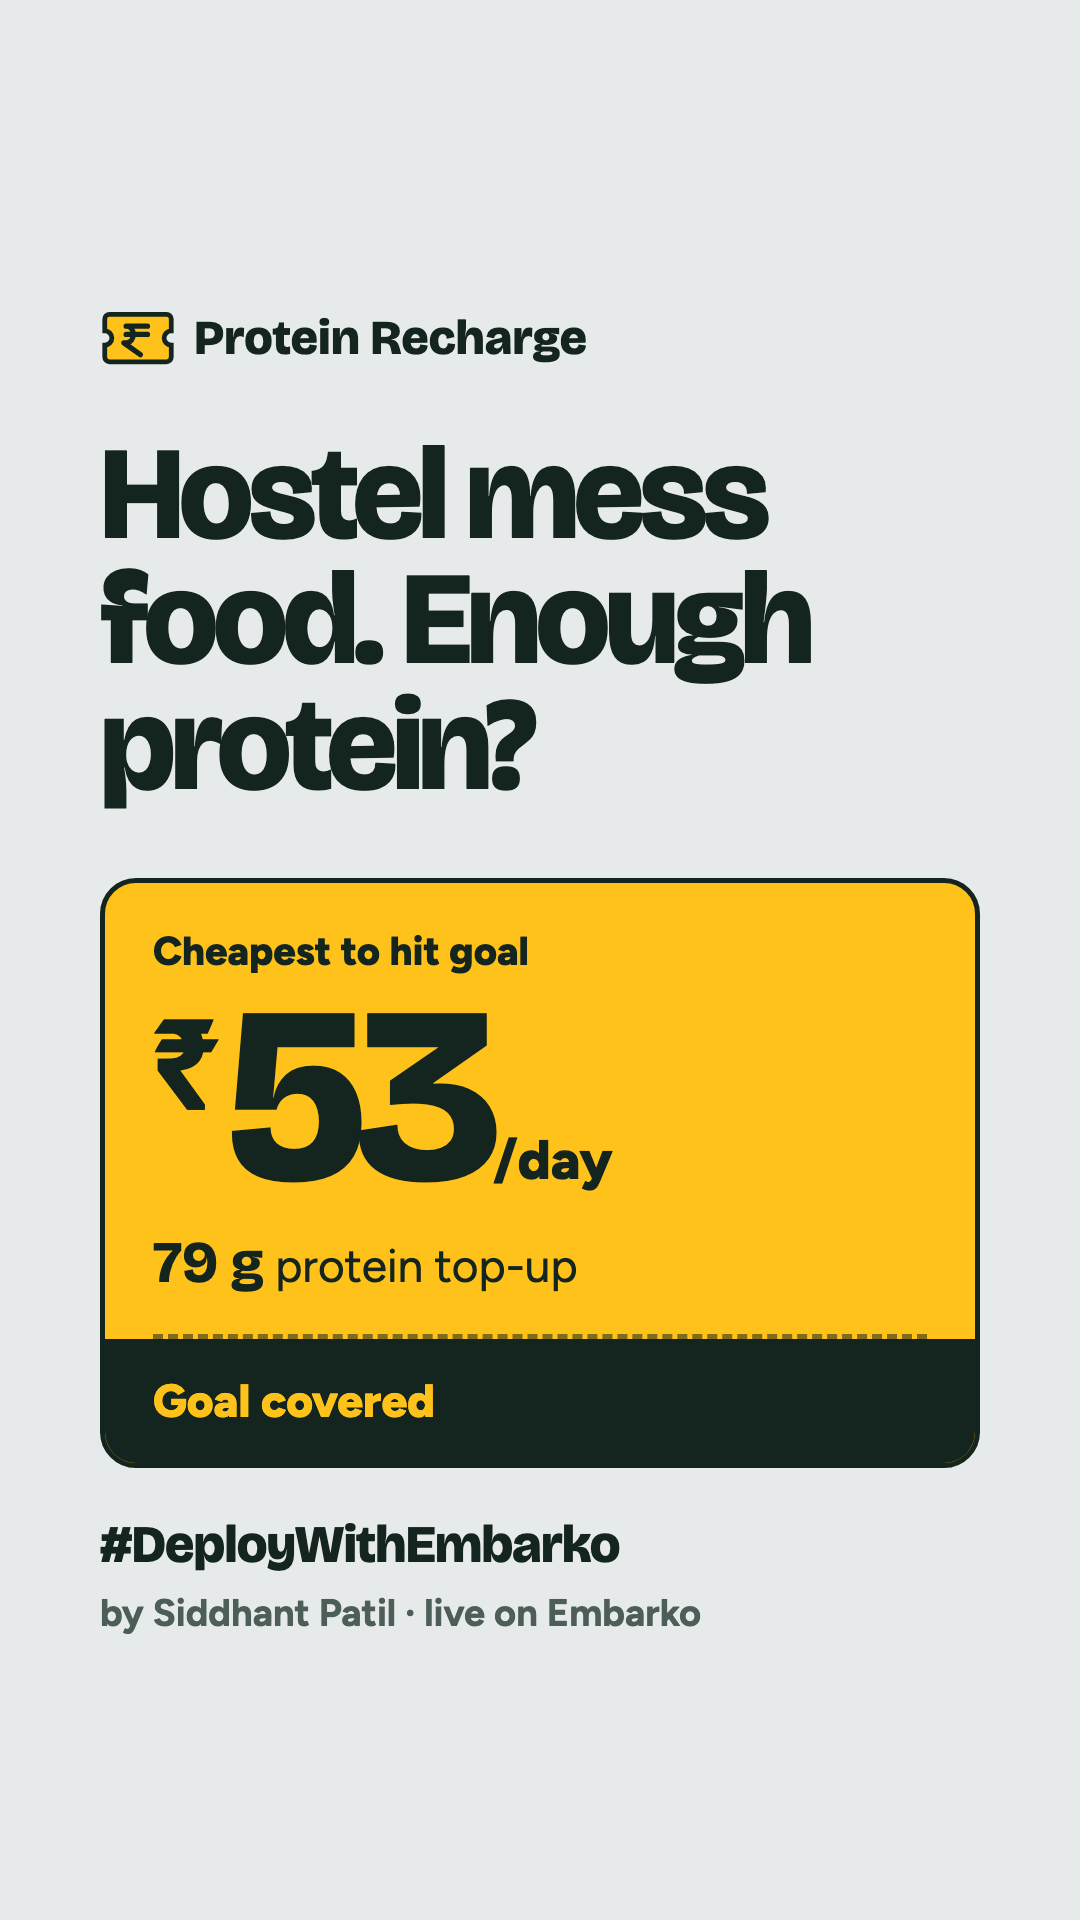 ₹ Protein Recharge
Hostel mess
food. Enough
protein?
Cheapest to hit goal
₹53/day
79 g protein top-up
Goal covered
#DeployWithEmbarko
by Siddhant Patil · live on Embarko